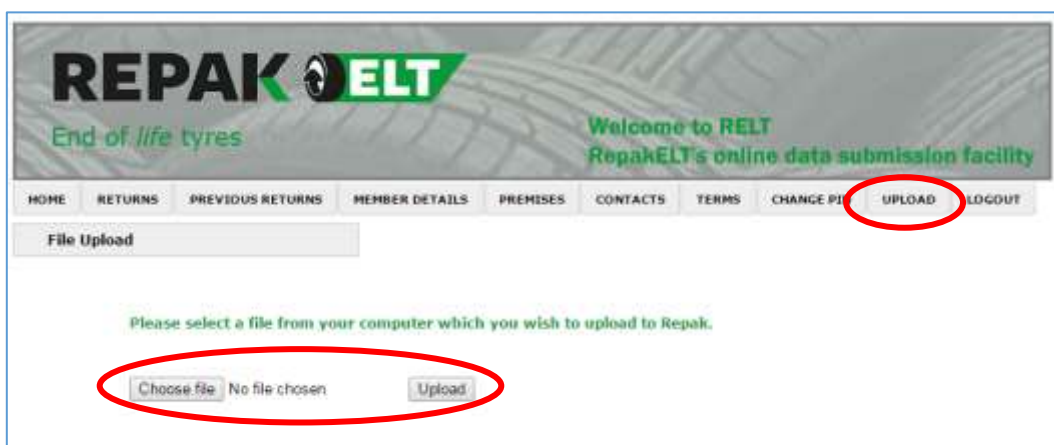 REPAK ELT
End of life tyres
Welcome to RELT
RepakELT's online data submission facility
HOME RETURNS PREVIOUS RETURNS MEMBER DETAILS PREMISES CONTACTS TERMS CHANGE PIN UPLOAD LOGOUT
File Upload
Please select a file from your computer which you wish to upload to Repak.
Choose file No file chosen Upload